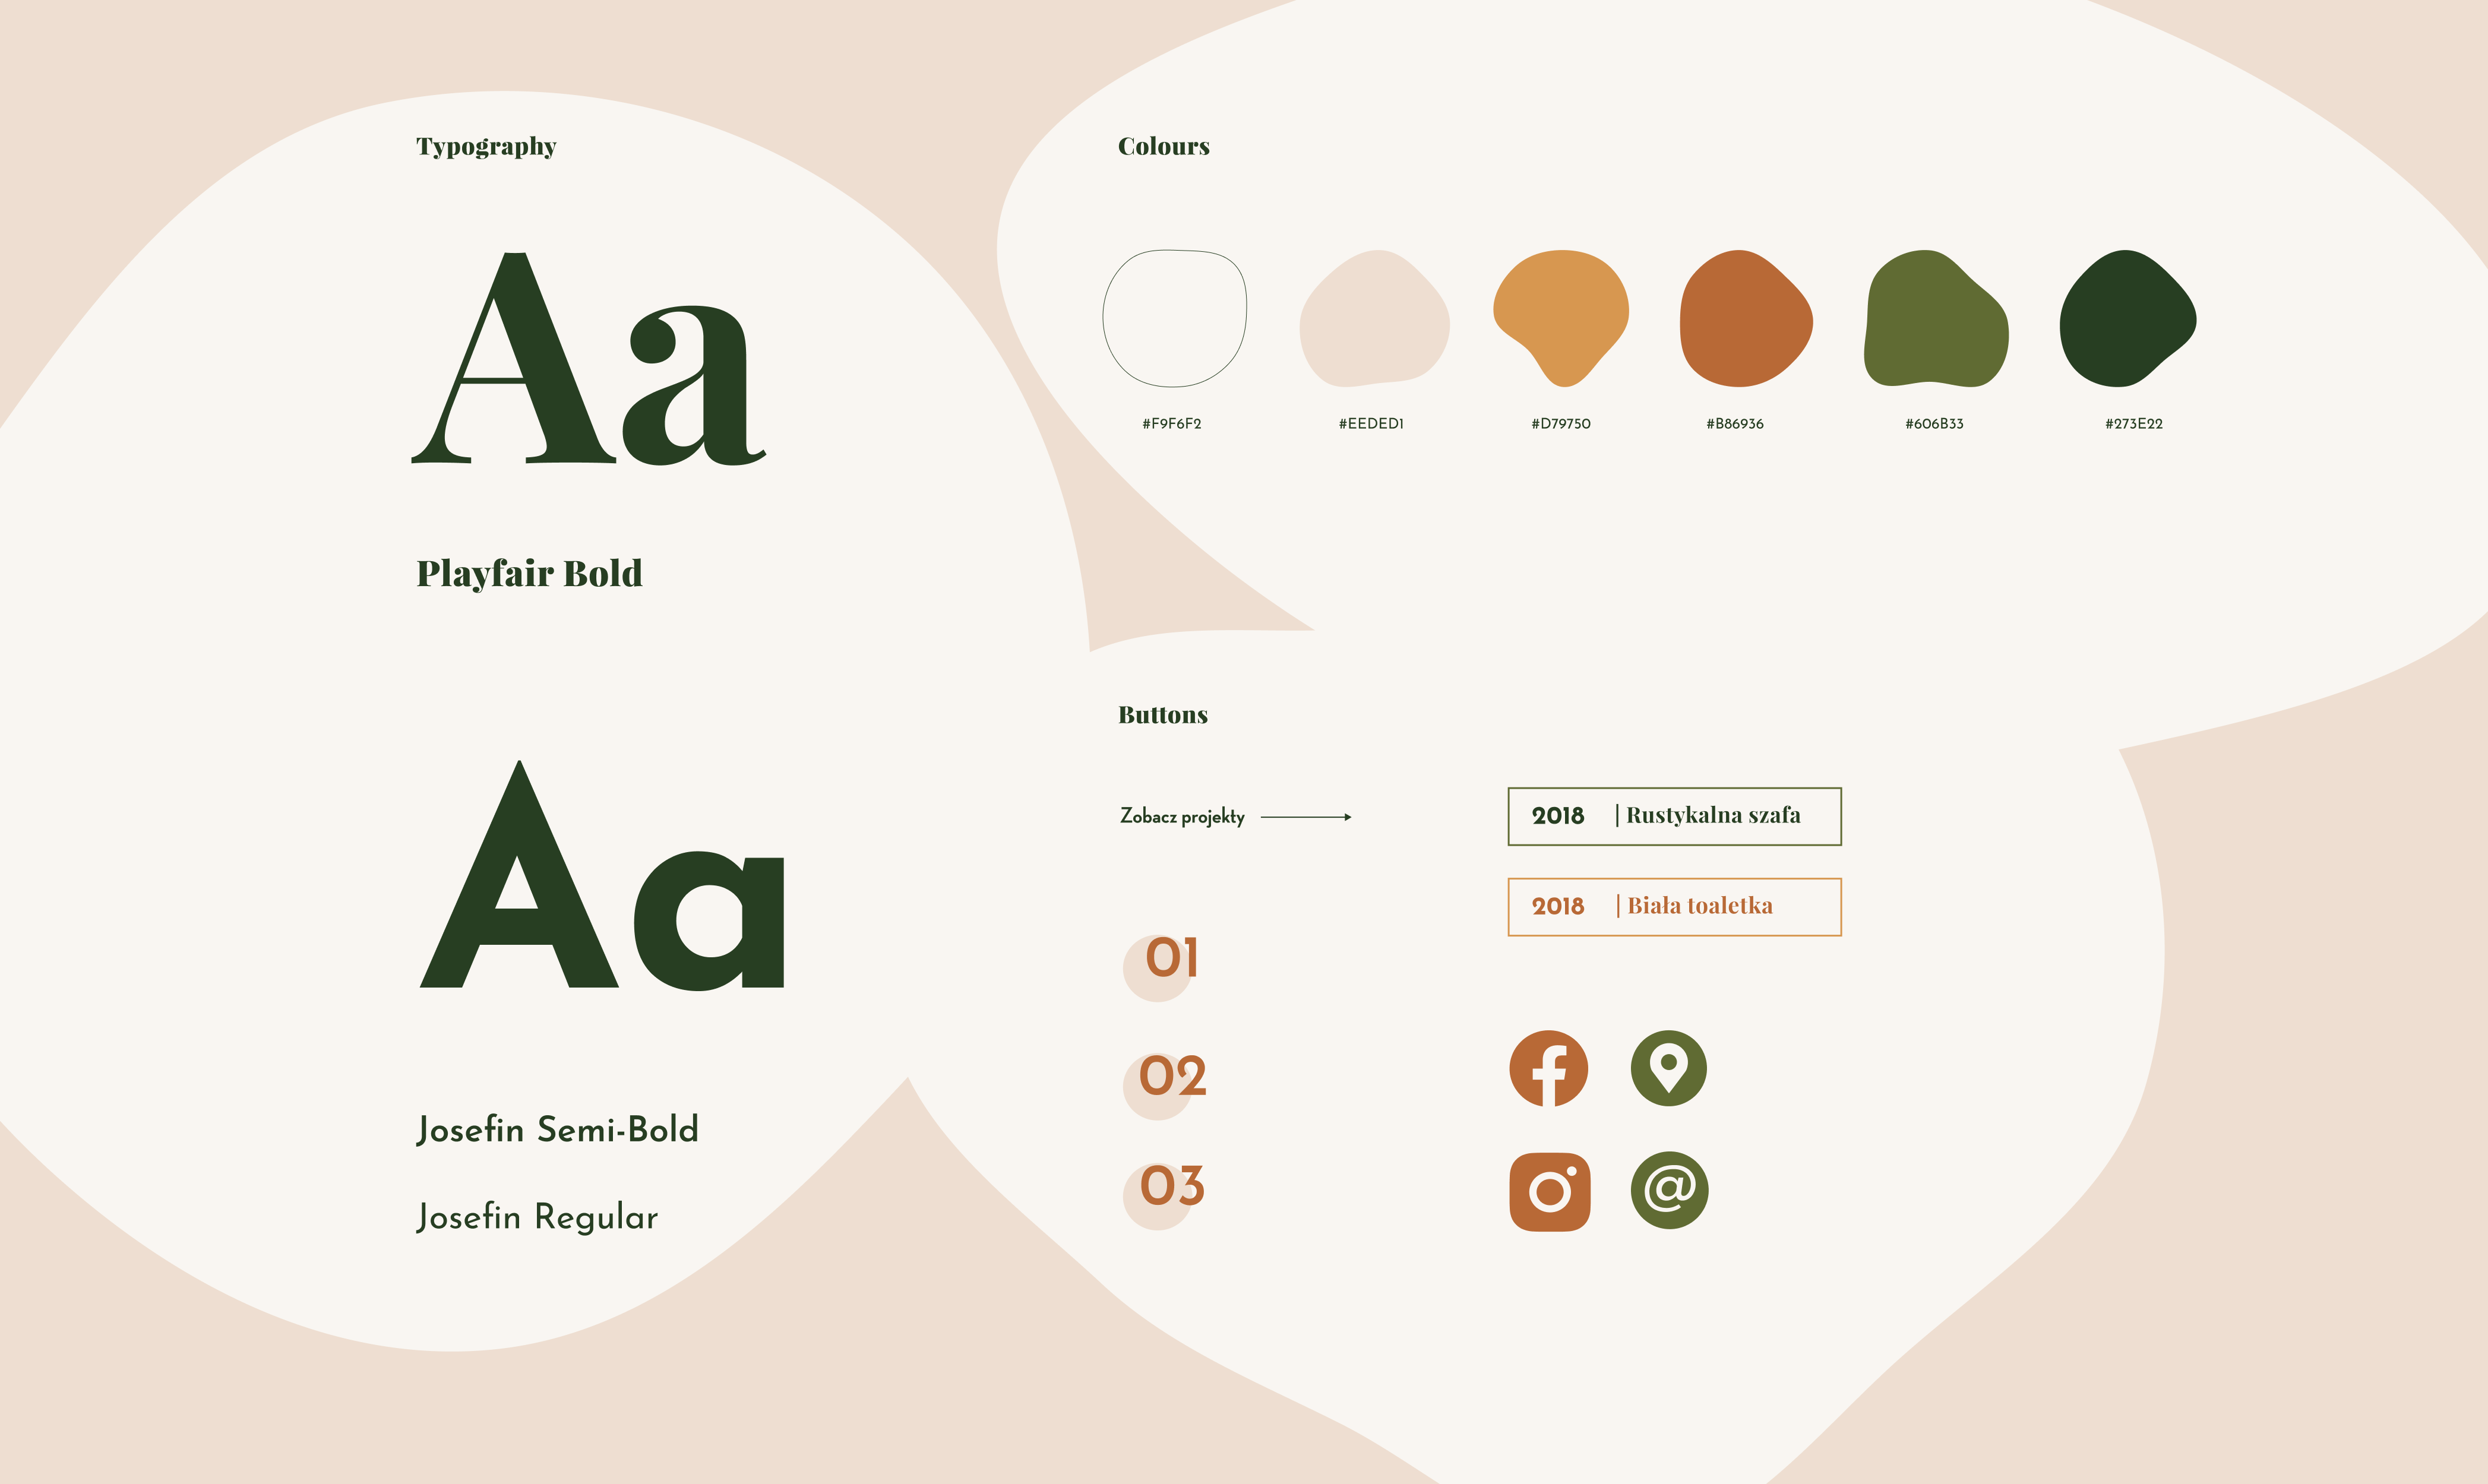 Typography
Aa
Playfair Bold
Aa
Josefin Semi-Bold
Josefin Regular
Colours
#F9F6F2
#EEDED1
#D79750
#B86936
#606B33
#273E22
Buttons
Zobacz projekty
2018 | Rustykalna szafa
2018 | Biała toaletka
01
02
03
@